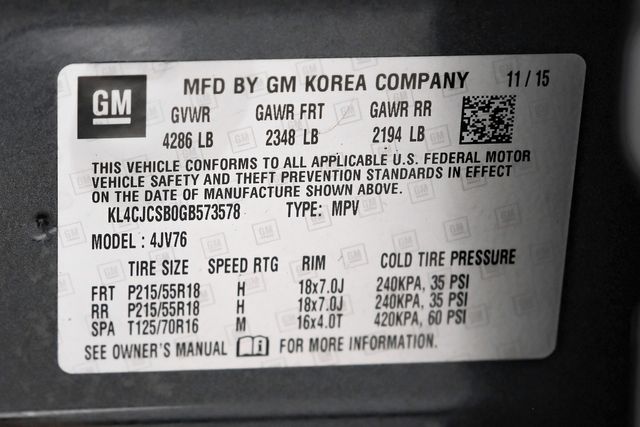 GM MFD BY GM KOREA COMPANY 11/15
GVWR GAWR FRT GAWR RR
4286 LB 2348 LB 2194 LB
THIS VEHICLE CONFORMS TO ALL APPLICABLE U.S. FEDERAL MOTOR
VEHICLE SAFETY AND THEFT PREVENTION STANDARDS IN EFFECT
ON THE DATE OF MANUFACTURE SHOWN ABOVE.
KL4CJCSB0GB573578 TYPE: MPV
MODEL : 4JV76
TIRE SIZE SPEED RTG RIM COLD TIRE PRESSURE
FRT P215/55R18 H 18x7.0J 240KPA, 35 PSI
RR P215/55R18 H 18x7.0J 240KPA, 35 PSI
SPA T125/70R16 M 16x4.0T 420KPA, 60 PSI
SEE OWNER'S MANUAL i FOR MORE INFORMATION.